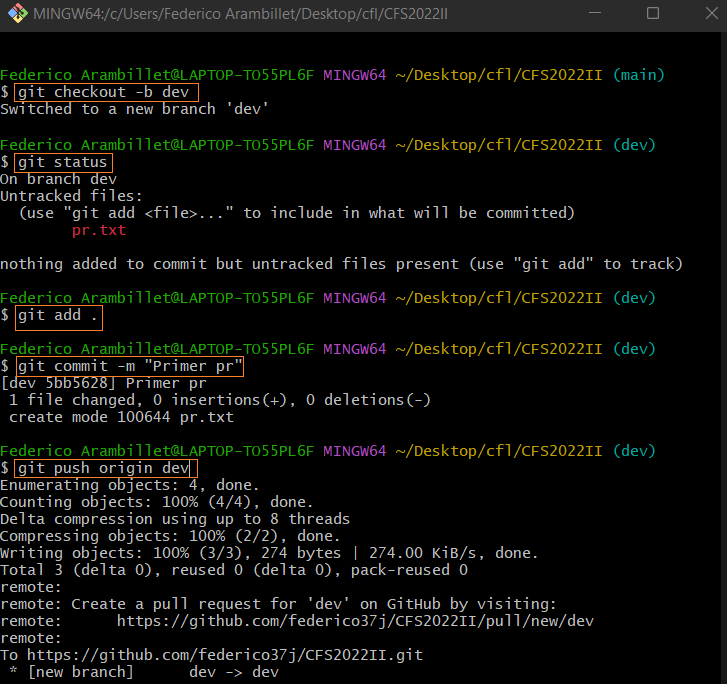 MINGW64:/c/Users/Federico Arambillet/Desktop/cfl/CFS2022II
Federico Arambillet@LAPTOP-TO55PL6F MINGW64 ~/Desktop/cfl/CFS2022II (main)
$ git checkout -b dev
Switched to a new branch 'dev'
Federico Arambillet@LAPTOP-TO55PL6F MINGW64 ~/Desktop/cfl/CFS2022II (dev)
$ git status
On branch dev
Untracked files:
(use "git add <file>..." to include in what will be committed)
pr.txt
nothing added to commit but untracked files present (use "git add" to track)
Federico Arambillet@LAPTOP-TO55PL6F MINGW64 ~/Desktop/cfl/CFS2022II (dev)
$ git add .
Federico Arambillet@LAPTOP-TO55PL6F MINGW64 ~/Desktop/cfl/CFS2022II (dev)
$ git commit -m "Primer pr"
[dev 5bb5628] Primer pr
1 file changed, 0 insertions(+), 0 deletions(-)
create mode 100644 pr.txt
Federico Arambillet@LAPTOP-TO55PL6F MINGW64 ~/Desktop/cfl/CFS2022II (dev)
$ git push origin dev
Enumerating objects: 4, done.
Counting objects: 100% (4/4), done.
Delta compression using up to 8 threads
Compressing objects: 100% (2/2), done.
Writing objects: 100% (3/3), 274 bytes | 274.00 KiB/s, done.
Total 3 (delta 0), reused 0 (delta 0), pack-reused 0
remote:
remote: Create a pull request for 'dev' on GitHub by visiting:
remote:      https://github.com/federico37j/CFS2022II/pull/new/dev
remote:
To https://github.com/federico37j/CFS2022II.git
* [new branch]      dev -> dev